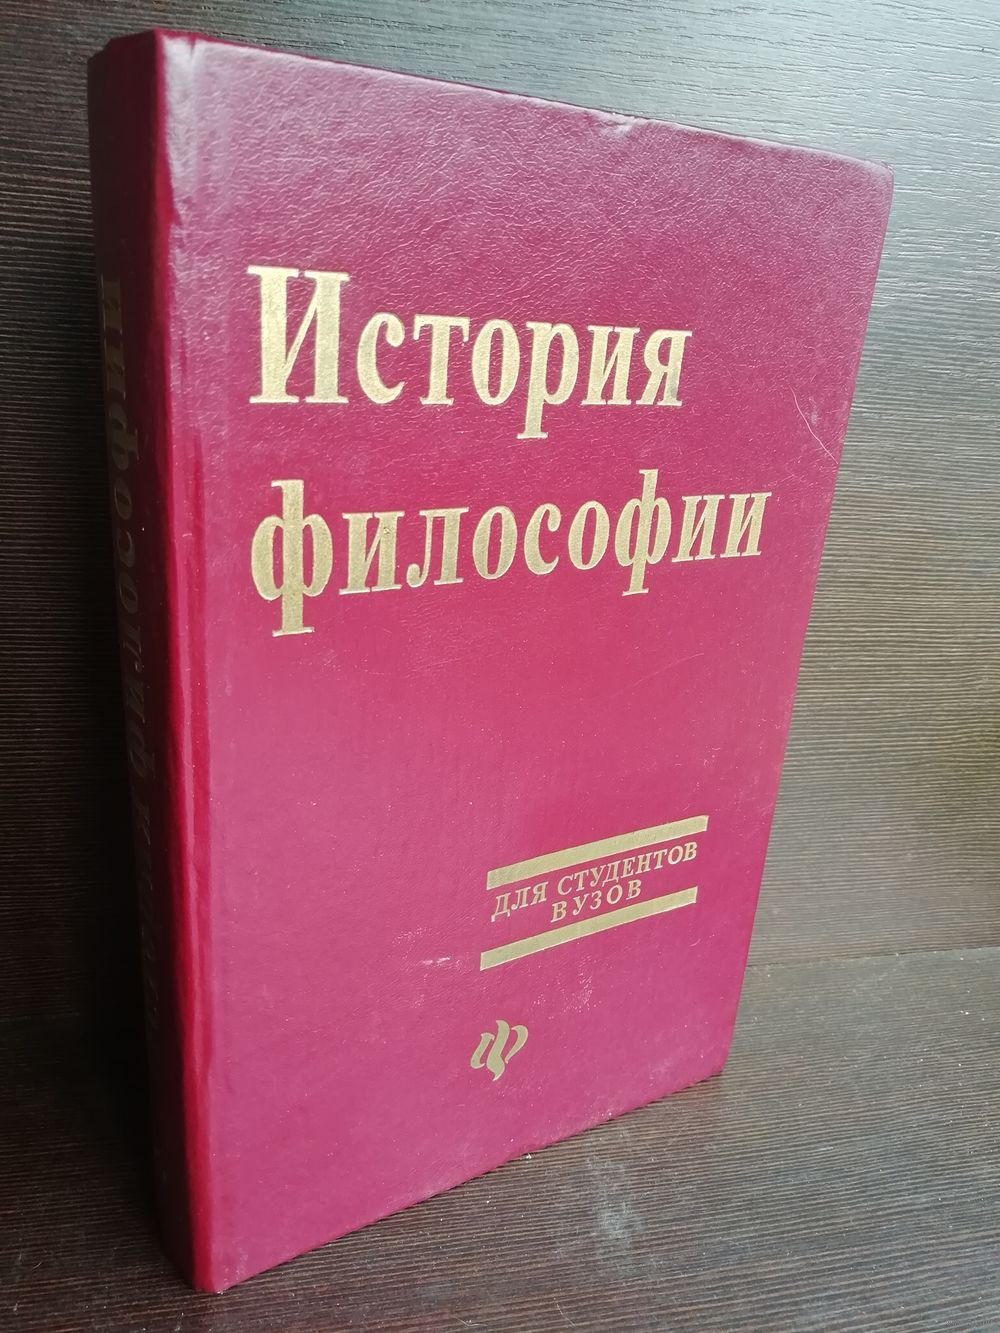 История
философии
ДЛЯ СТУДЕНТОВ
ВУЗОВ
История философии